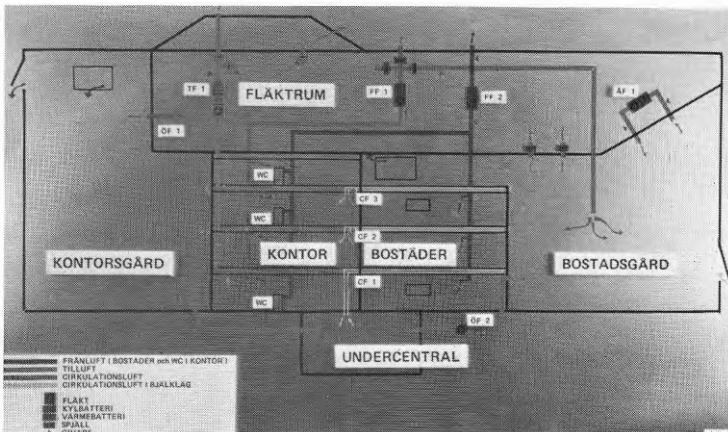 TF 1
FLÄKTRUM
FF 1
FF 2
ÅF 1
ÖF 1
WC
CF 3
WC
CF 2
KONTORSGÅRD
KONTOR
BOSTÄDER
BOSTADSGÅRD
CF 1
WC
ÖF 2
UNDERCENTRAL
FRÅNLUFT (BOSTÄDER och WC I KONTOR)
TILLUFT
CIRKULATIONSLUFT
CIRKULATIONSLUFT I BJÄLKLAG
FLÄKT
KYLBATTERI
VÄRMEBATTERI
SPJÄLL